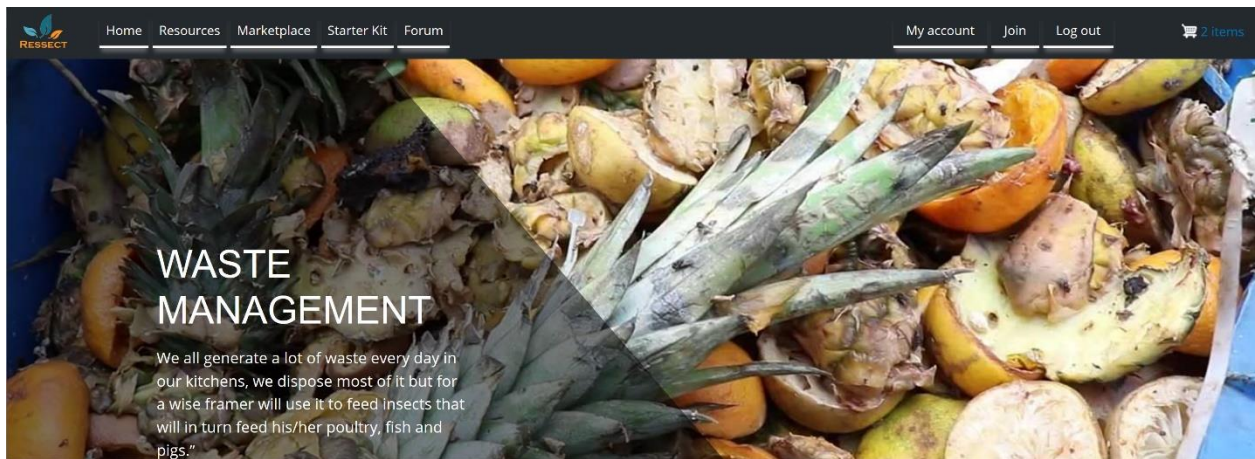 RESSECT
Home Resources Marketplace Starter Kit Forum My account Join Log out 2 items
WASTE
MANAGEMENT
We all generate a lot of waste every day in
our kitchens, we dispose most of it but for
a wise framer will use it to feed insects that
will in turn feed his/her poultry, fish and
pigs.”